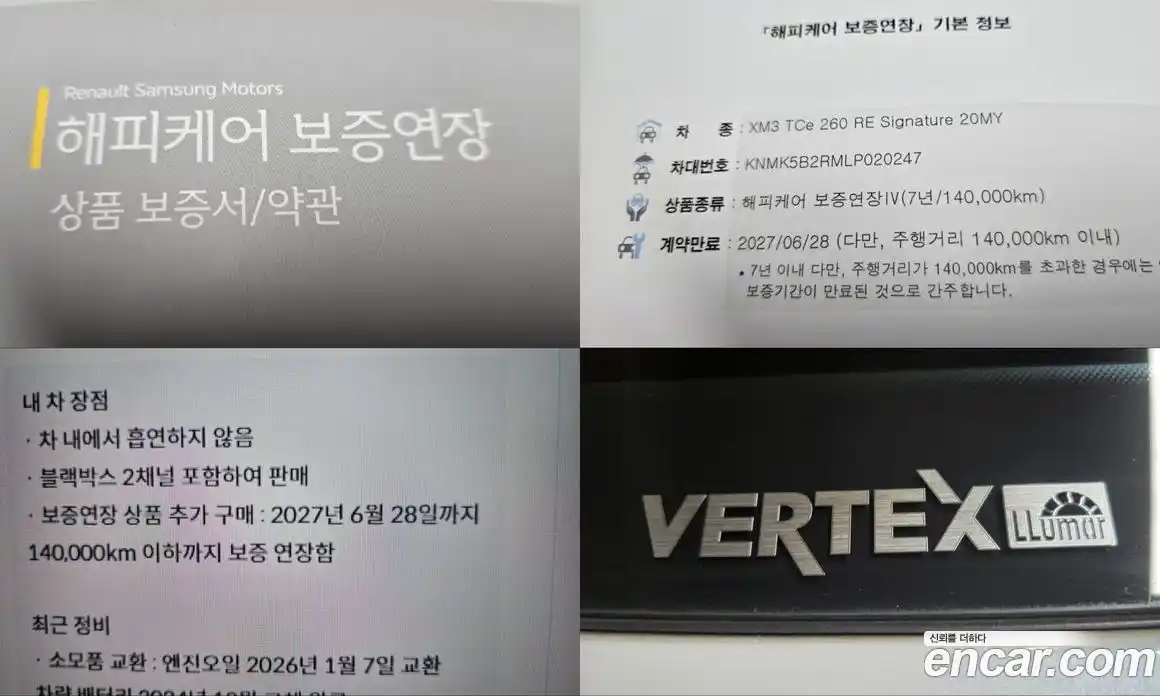 Renault Samsung Motors
해피케어 보증연장
상품 보증서/약관
「해피케어 보증연장」 기본 정보
차 종 : XM3 TCe 260 RE Signature 20MY
차대번호 : KNMK5B2RMLP020247
상품종류 : 해피케어 보증연장Ⅳ(7년/140,000km)
계약만료 : 2027/06/28 (다만, 주행거리 140,000km 이내)
▲ 7년 이내 다만, 주행거리가 140,000km를 초과한 경우에는
보증기간이 만료된 것으로 간주합니다.
내 차 장점
· 차 내에서 흡연하지 않음
· 블랙박스 2채널 포함하여 판매
· 보증연장 상품 추가 구매 : 2027년 6월 28일까지
140,000km 이하까지 보증 연장함
최근 정비
· 소모품 교환 : 엔진오일 2026년 1월 7일 교환
차량 배터리
VERTEX LLumar
신뢰를 더하다
encar.com